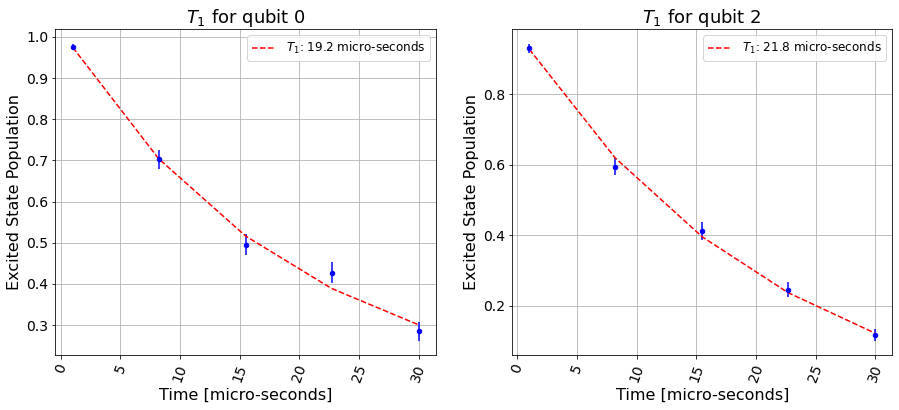 T₁ for qubit 0
T₁: 19.2 micro-seconds
Excited State Population
1.0
0.9
0.8
0.7
0.6
0.5
0.4
0.3
0 5 10 15 20 25 30
Time [micro-seconds]
T₁ for qubit 2
T₁: 21.8 micro-seconds
Excited State Population
0.8
0.6
0.4
0.2
0 5 10 15 20 25 30
Time [micro-seconds]